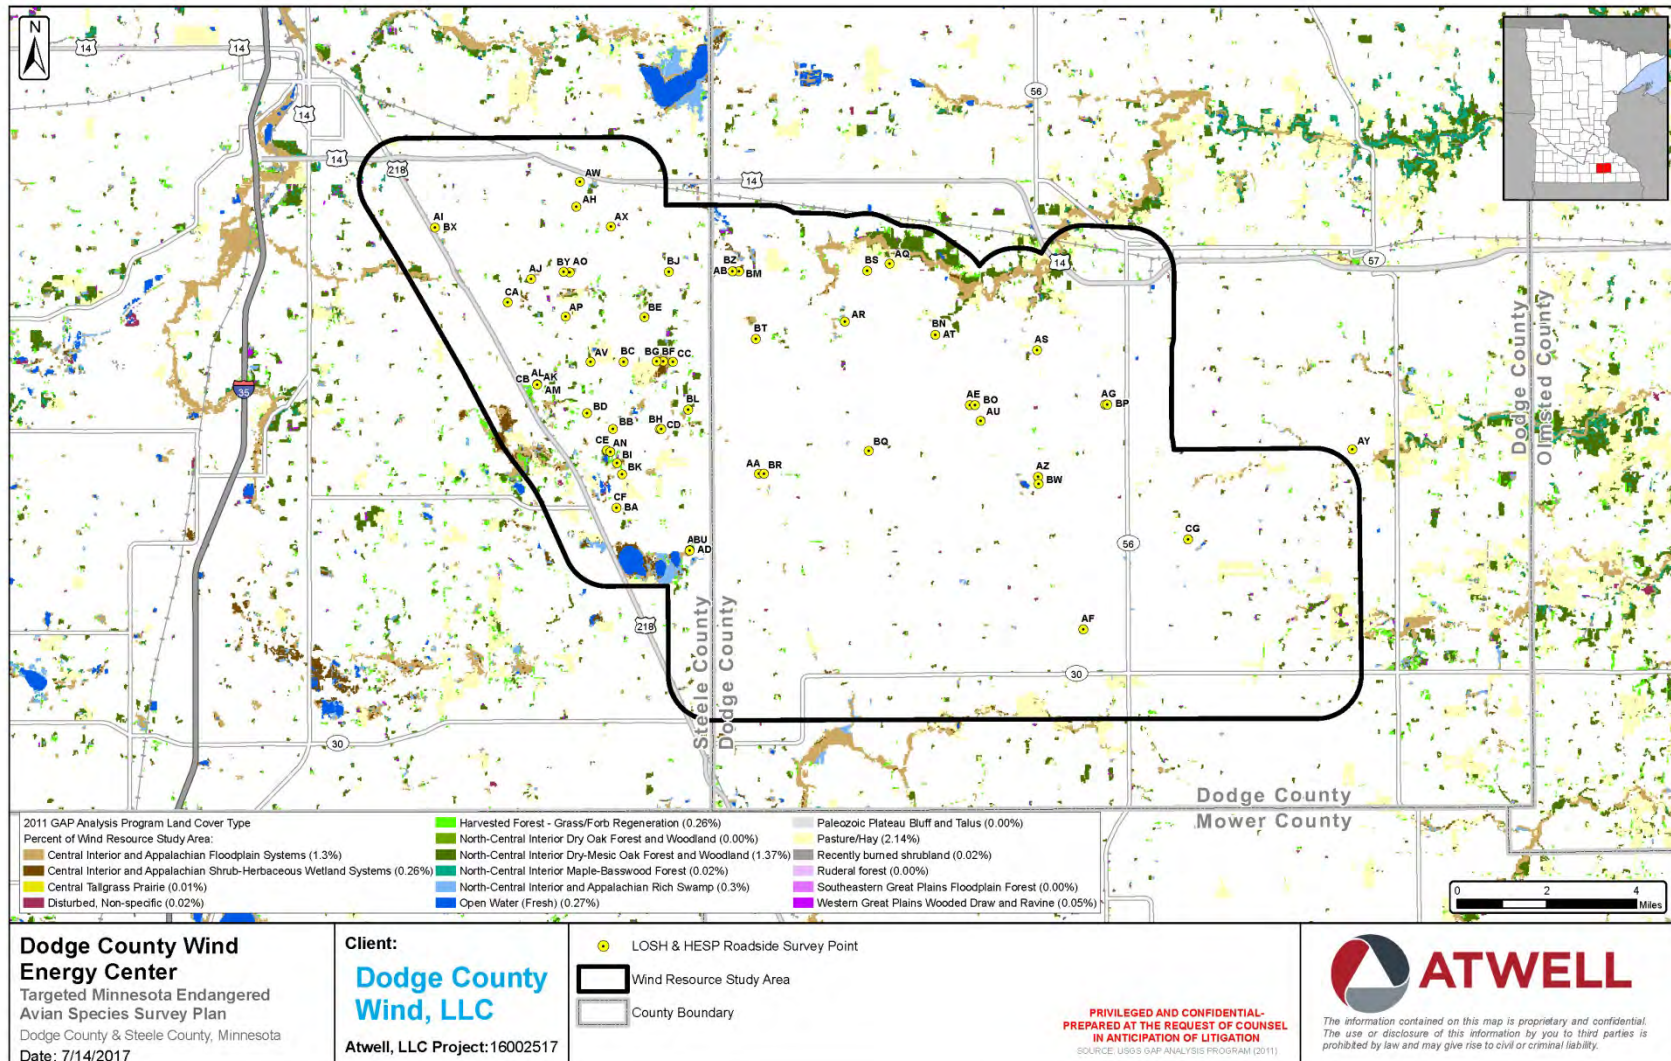 N
14
14
14
14
218
14
56
57
14
35
56
218
30
30
AW
AH
AX
AI
BX
BY AO
AJ
BJ
BZ
AB
BM
BS
AQ
CA
AP
BE
AR
BT
BN
AT
AS
AV
BC
BG BF CC
CB
AL
AK
AM
BD
BL
AE
BO
AU
AG
BP
BB
BH
CD
CE AN
BI
BK
BQ
AA
BR
AZ
BW
AY
CF
BA
ABU
AD
CG
AF
Steele County
Dodge County
Dodge County
Olmsted County
Dodge County
Mower County
2011 GAP Analysis Program Land Cover Type
Percent of Wind Resource Study Area:
Central Interior and Appalachian Floodplain Systems (1.3%)
Central Interior and Appalachian Shrub-Herbaceous Wetland Systems (0.26%)
Central Tallgrass Prairie (0.01%)
Disturbed, Non-specific (0.02%)
Harvested Forest - Grass/Forb Regeneration (0.26%)
North-Central Interior Dry Oak Forest and Woodland (0.00%)
North-Central Interior Dry-Mesic Oak Forest and Woodland (1.37%)
North-Central Interior Maple-Basswood Forest (0.02%)
North-Central Interior and Appalachian Rich Swamp (0.3%)
Open Water (Fresh) (0.27%)
Paleozoic Plateau Bluff and Talus (0.00%)
Pasture/Hay (2.14%)
Recently burned shrubland (0.02%)
Ruderal forest (0.00%)
Southeastern Great Plains Floodplain Forest (0.00%)
Western Great Plains Wooded Draw and Ravine (0.05%)
0 2 4
Miles
Dodge County Wind
Energy Center
Targeted Minnesota Endangered
Avian Species Survey Plan
Dodge County & Steele County, Minnesota
Date: 7/14/2017
Client:
Dodge County
Wind, LLC
Atwell, LLC Project:16002517
LOSH & HESP Roadside Survey Point
Wind Resource Study Area
County Boundary
PRIVILEGED AND CONFIDENTIAL-
PREPARED AT THE REQUEST OF COUNSEL
IN ANTICIPATION OF LITIGATION
SOURCE: USGS GAP ANALYSIS PROGRAM (2011)
ATWELL
The information contained on this map is proprietary and confidential.
The use or disclosure of this information by you to third parties is
prohibited by law and may give rise to civil or criminal liability.